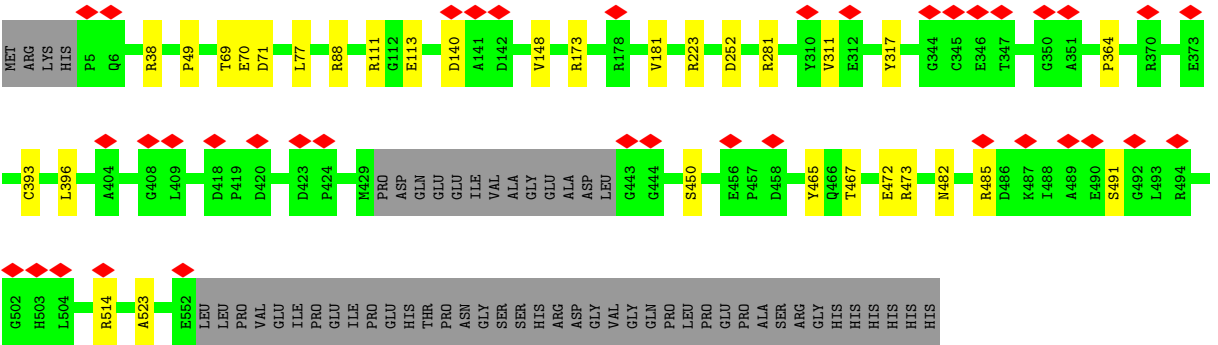 MET ARG LYS HIS P5 Q6 R38 P49 T69 E70 D71 L77 R88 R111 G112 E113 D140 A141 D142 V148 R173 R178 V181 R223 D252 R281 Y310 V311 E312 Y317 G344 C345 E346 T347 G350 A351 P364 R370 E373
C393 L396 A404 G408 L409 D418 P419 D420 D423 P424 M429 PRO ASP GLN GLU GLU ILE VAL ALA GLY GLU ALA ASP LEU G443 G444 S450 E456 P457 D458 Y465 Q466 T467 E472 R473 N482 R485 D486 K487 I488 A489 E490 S491 G492 L493 R494
G502 H503 L504 R514 A523 E552 LEU LEU PRO VAL GLU ILE PRO GLU ILE PRO GLU HIS THR PRO ASN GLY SER SER HIS ARG ASP GLY VAL GLY GLN PRO LEU PRO GLU PRO ALA SER ARG GLY HIS HIS HIS HIS HIS HIS